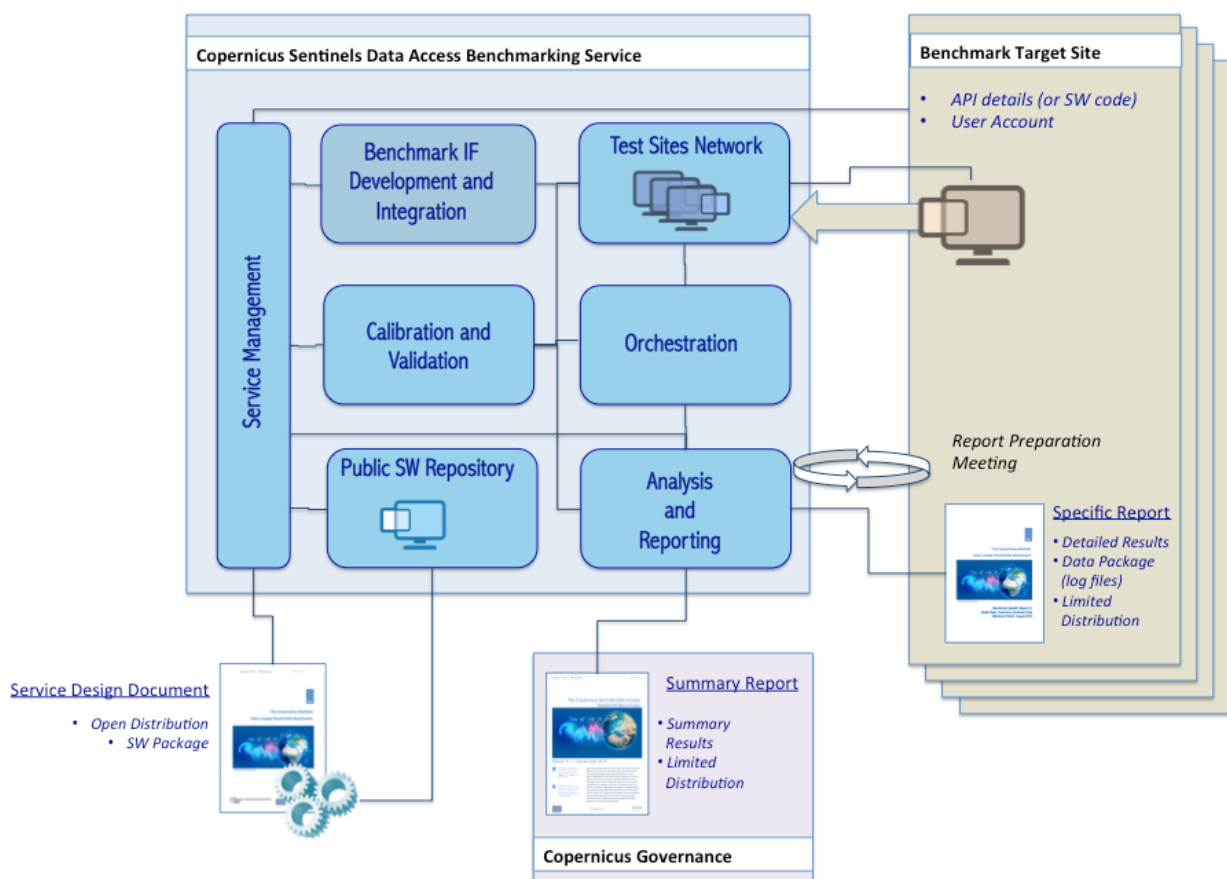 Copernicus Sentinels Data Access Benchmarking Service
Benchmark Target Site
• API details (or SW code)
• User Account
Service Management
Benchmark IF
Development and
Integration
Test Sites Network
Calibration and
Validation
Orchestration
Public SW Repository
Analysis
and
Reporting
Report Preparation
Meeting
Specific Report
• Detailed Results
• Data Package
(log files)
• Limited
Distribution
Service Design Document
• Open Distribution
• SW Package
Summary Report
• Summary
Results
• Limited
Distribution
Copernicus Governance